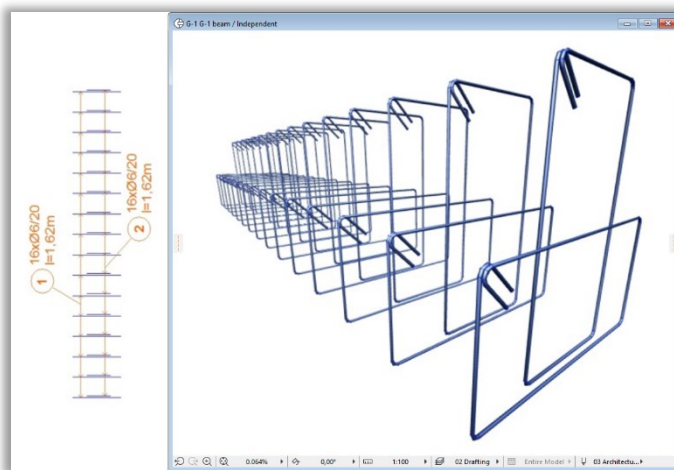 G-1 G-1 beam / Independent
16xØ6/20
l=1,62m
1
16xØ6/20
l=1,62m
2
0.064%
0,00°
1:100
02 Drafting
Entire Model
03 Architectu...